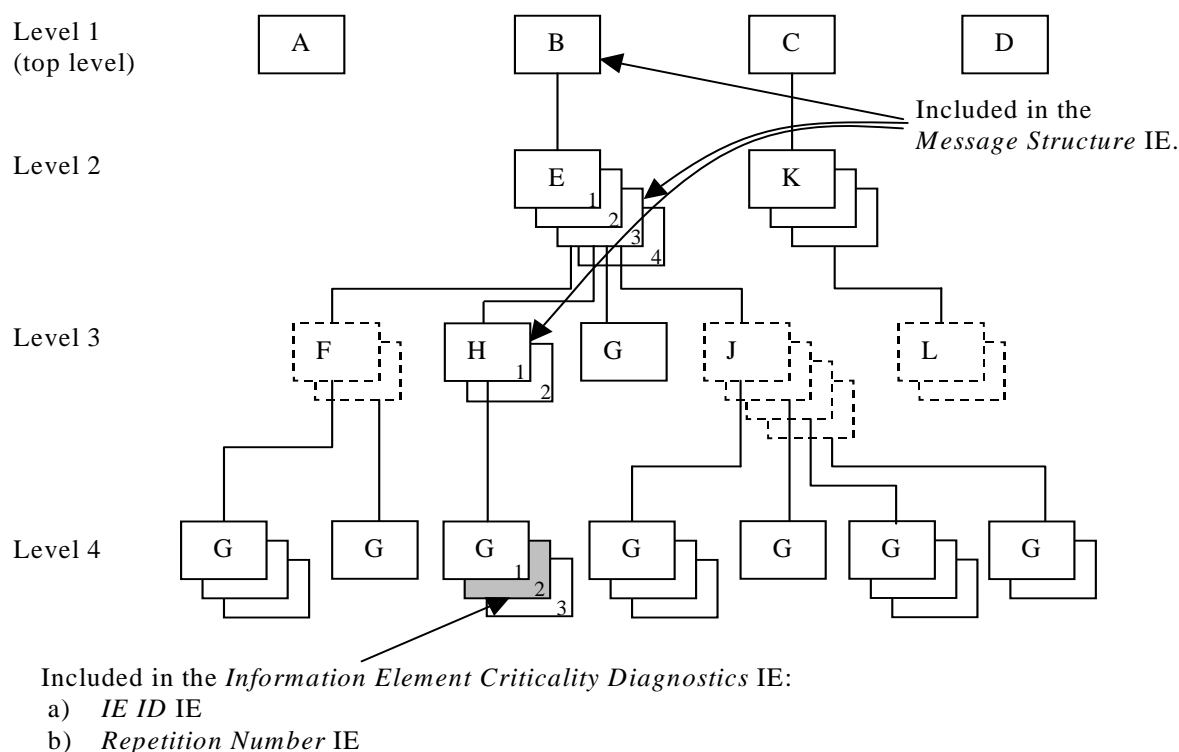 Level 1 A B C D
(top level)
Included in the
Message Structure IE.
Level 2 E K
1
2
3
4
Level 3 F H G J L
1
2
Level 4 G G G G G G G
1
2
3
Included in the Information Element Criticality Diagnostics IE:
a) IE ID IE
b) Repetition Number IE